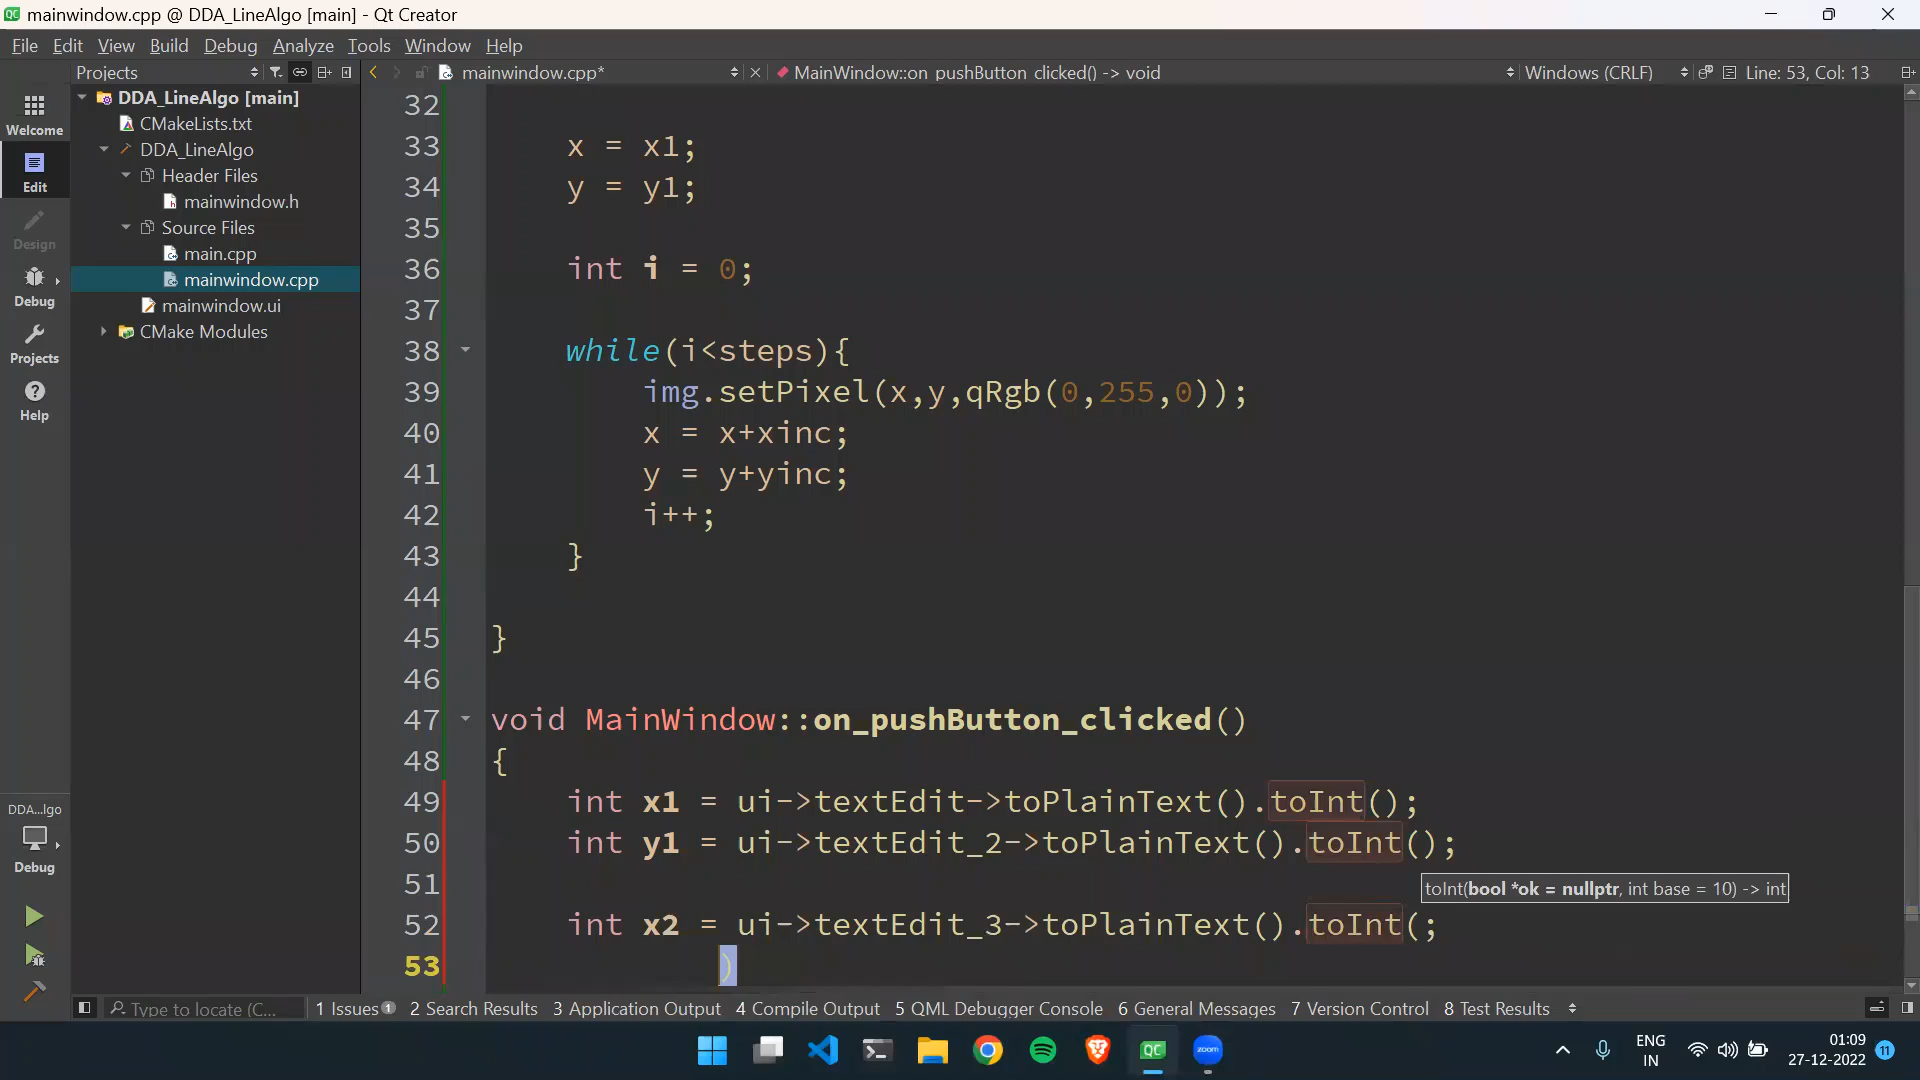 mainwindow.cpp @ DDA_LineAlgo [main] - Qt Creator
File Edit View Build Debug Analyze Tools Window Help
Projects
mainwindow.cpp*
MainWindow::on_pushButton_clicked() -> void
Windows (CRLF)
Line: 53, Col: 13
Welcome
Edit
Design
Debug
Projects
Help
DDA_LineAlgo [main]
CMakeLists.txt
DDA_LineAlgo
Header Files
mainwindow.h
Source Files
main.cpp
mainwindow.cpp
mainwindow.ui
CMake Modules
32
33 x = x1;
34 y = y1;
35
36 int i = 0;
37
38 while(i<steps){
39 img.setPixel(x,y,qRgb(0,255,0));
40 x = x+xinc;
41 y = y+yinc;
42 i++;
43 }
44
45 }
46
47 void MainWindow::on_pushButton_clicked()
48 {
49 int x1 = ui->textEdit->toPlainText().toInt();
50 int y1 = ui->textEdit_2->toPlainText().toInt();
51
toInt(bool *ok = nullptr, int base = 10) -> int
52 int x2 = ui->textEdit_3->toPlainText().toInt(;
53 )
DDA...lgo
Debug
Type to locate (C...
1 Issues 1 2 Search Results 3 Application Output 4 Compile Output 5 QML Debugger Console 6 General Messages 7 Version Control 8 Test Results
QC
zoom
ENG
IN
01:09
27-12-2022
11